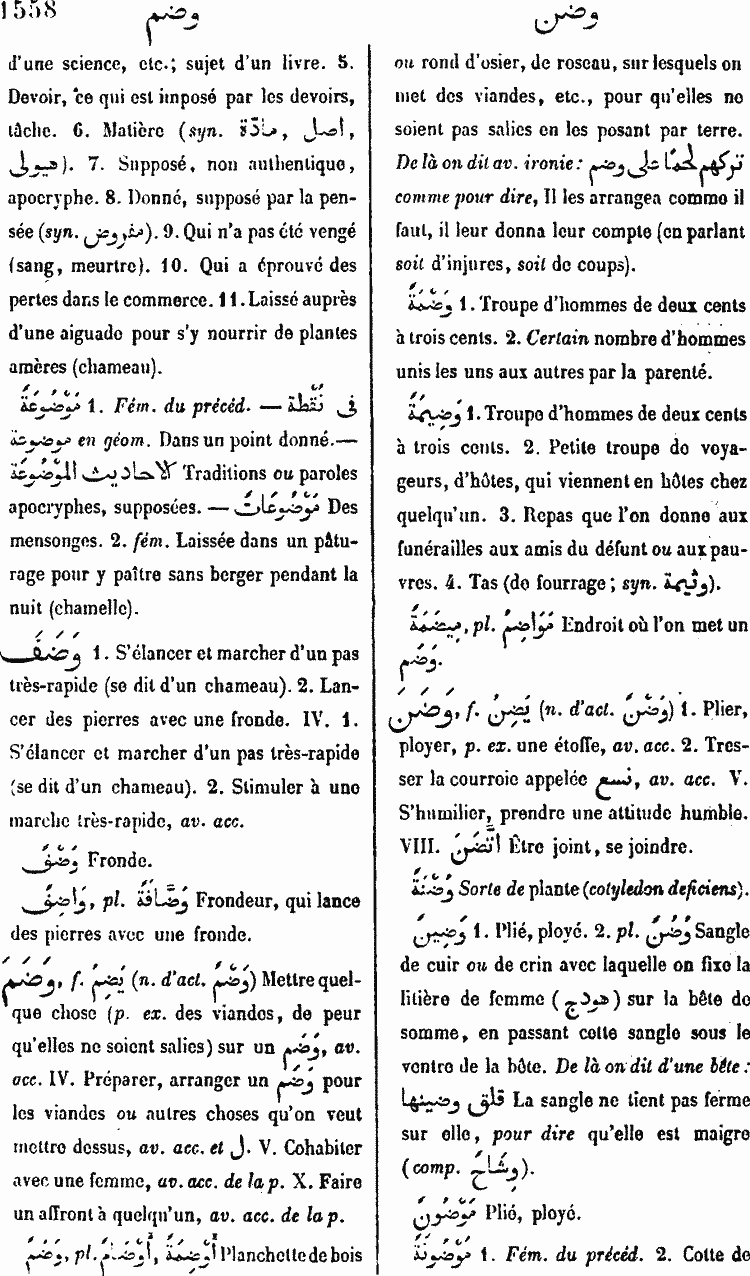 1558
وضم
وضن
d'une science, etc.; sujet d'un livre. 5.
Devoir, ce qui est imposé par les devoirs,
tâche. 6. Matière (syn. مادّة, اصل,
هيولى). 7. Supposé, non authentique,
apocryphe. 8. Donné, supposé par la pen-
sée (syn. مفروض). 9. Qui n'a pas été vengé
(sang, meurtre). 10. Qui a éprouvé des
pertes dans le commerce. 11. Laissé auprès
d'une aiguade pour s'y nourrir de plantes
amères (chameau).
مَوْضُوعَةٌ 1. Fém. du précéd. — فى نُقْطة
موضوعة en géom. Dans un point donné.—
الاحاديث المَوْضُوعَةُ Traditions ou paroles
apocryphes, supposées. — مَوْضُوعَاتٌ Des
mensonges. 2. fém. Laissée dans un pâtu-
rage pour y paître sans berger pendant la
nuit (chamelle).
وَضَفَ 1. S'élancer et marcher d'un pas
très-rapide (se dit d'un chameau). 2. Lan-
cer des pierres avec une fronde. IV. 1.
S'élancer et marcher d'un pas très-rapide
(se dit d'un chameau). 2. Stimuler à une
marche très-rapide, av. acc.
وَضْفٌ Fronde.
وَاضِفٌ, pl. وَضَّافَةٌ Frondeur, qui lance
des pierres avec une fronde.
وَضَمَ, f. يَضِمُ (n. d'act. وَضْمٌ) Mettre quel-
que chose (p. ex. des viandes, de peur
qu'elles ne soient salies) sur un وَضَم, av.
acc. IV. Préparer, arranger un وَضَم pour
les viandes ou autres choses qu'on veut
mettre dessus, av. acc. et لِ. V. Cohabiter
avec une femme, av. acc. de la p. X. Faire
un affront à quelqu'un, av. acc. de la p.
وَضَمٌ, pl. أَوْضَامٌ, أَوْضِمَةٌ Planchette de bois
ou rond d'osier, de roseau, sur lesquels on
met des viandes, etc., pour qu'elles ne
soient pas salies en les posant par terre.
De là on dit av. ironie : تركهم لحمًا على وضم
comme pour dire, Il les arrangea comme il
faut, il leur donna leur compte (en parlant
soit d'injures, soit de coups).
وَضْمَةٌ 1. Troupe d'hommes de deux cents
à trois cents. 2. Certain nombre d'hommes
unis les uns aux autres par la parenté.
وَضِيمَةٌ 1. Troupe d'hommes de deux cents
à trois cents. 2. Petite troupe de voya-
geurs, d'hôtes, qui viennent en hôtes chez
quelqu'un. 3. Repas que l'on donne aux
funérailles aux amis du défunt ou aux pau-
vres. 4. Tas (de fourrage ; syn. وثيمة).
مِيضَمَةٌ, pl. مَوَاضِمُ Endroit où l'on met un
وَضَم.
وَضَنَ, f. يَضِنُ (n. d'act. وَضْنٌ) 1. Plier,
ployer, p. ex. une étoffe, av. acc. 2. Tres-
ser la courroie appelée نسع, av. acc. V.
S'humilier, prendre une attitude humble.
VIII. اتَّضَنَ Être joint, se joindre.
وَضْنَةٌ Sorte de plante (cotyledon deficiens).
وَضِينٌ 1. Plié, ployé. 2. pl. وُضُنٌ Sangle
de cuir ou de crin avec laquelle on fixe la
litière de femme (هودج) sur la bête de
somme, en passant cette sangle sous le
ventre de la bête. De là on dit d'une bête :
قلق وضينها La sangle ne tient pas ferme
sur elle, pour dire qu'elle est maigre
(comp. وِشَاحٌ).
مَوْضُونٌ Plié, ployé.
مَوْضُونَةٌ 1. Fém. du précéd. 2. Cotte de